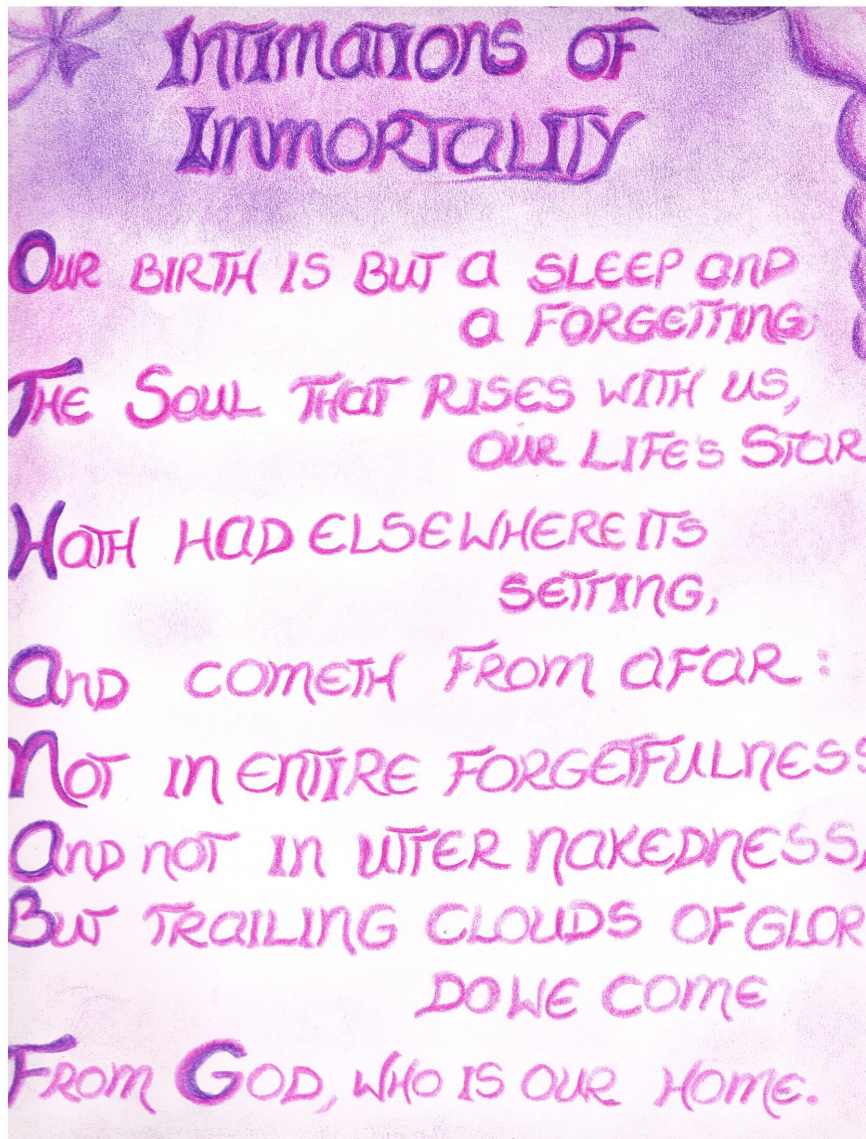 Intimations of
Immortality
Our birth is but a sleep and
a forgetting;
The Soul that rises with us,
our life's Star
Hath had elsewhere its
setting,
And cometh from afar :
Not in entire forgetfulness
And not in utter nakedness,
But trailing clouds of glor
do we come
From God, who is our home.